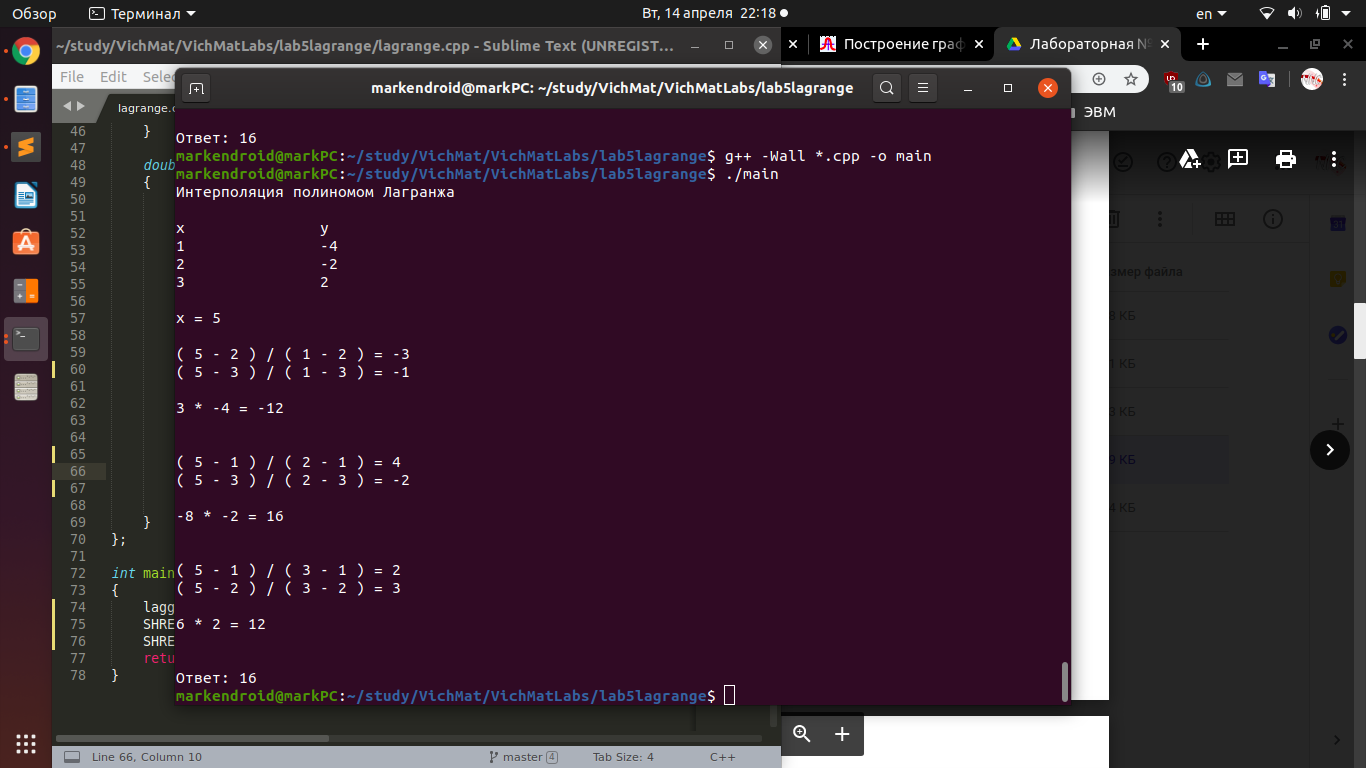 Обзор Терминал Вт, 14 апреля 22:18 en
~/study/VichMat/VichMatLabs/lab5lagrange/lagrange.cpp - Sublime Text (UNREGIST...
Построение граф
Лабораторная №
File Edit Selec
10
ЭВМ
lagrange.c
markendroid@markPC: ~/study/VichMat/VichMatLabs/lab5lagrange
Ответ: 16
markendroid@markPC:~/study/VichMat/VichMatLabs/lab5lagrange$ g++ -Wall *.cpp -o main
markendroid@markPC:~/study/VichMat/VichMatLabs/lab5lagrange$ ./main
Интерполяция полиномом Лагранжа
x y
1 -4
2 -2
3 2
x = 5
( 5 - 2 ) / ( 1 - 2 ) = -3
( 5 - 3 ) / ( 1 - 3 ) = -1
3 * -4 = -12
( 5 - 1 ) / ( 2 - 1 ) = 4
( 5 - 3 ) / ( 2 - 3 ) = -2
-8 * -2 = 16
( 5 - 1 ) / ( 3 - 1 ) = 2
( 5 - 2 ) / ( 3 - 2 ) = 3
6 * 2 = 12
Ответ: 16
markendroid@markPC:~/study/VichMat/VichMatLabs/lab5lagrange$
46 }
47
48 doub
49 {
50
51
52
53
54
55
56
57
58
59
60
61
62
63
64
65
66
67
68
69 }
70 };
71
72 int main
73 {
74 lagg
75 SHRE
76 SHRE
77 retu
78 }
змер файла
8 КБ
1 КБ
3 КБ
9 КБ
4 КБ
Line 66, Column 10 master 4 Tab Size: 4 C++